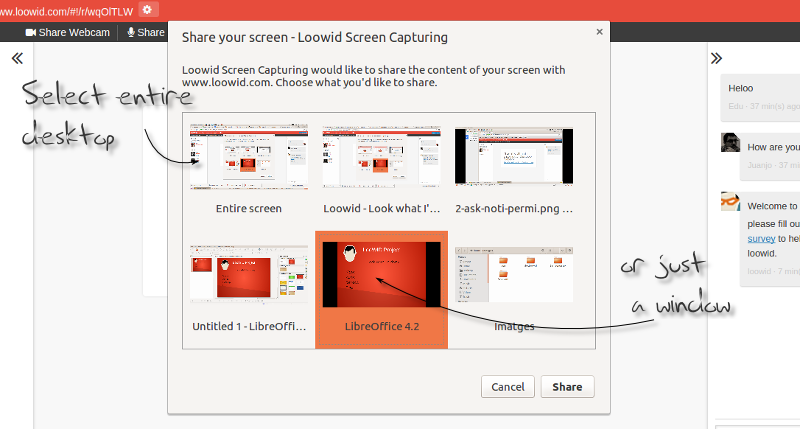 ww.loowid.com/#!/r/wqOlTLW
Share Webcam
Share
Share your screen - Loowid Screen Capturing
Loowid Screen Capturing would like to share the content of your screen with
www.loowid.com. Choose what you'd like to share.
Select entire
desktop
Entire screen
Loowid - Look what I'...
2-ask-noti-permi.png ...
LooWID Project
Untitled 1 - LibreOffi...
LibreOffice 4.2
Imatges
or just
a window
Cancel
Share
Heloo
Edu - 37 min(s) ago
How are you
Juanjo - 37 min
Welcome to
please fill ou
survey to hel
loowid.
loowid - 7 min